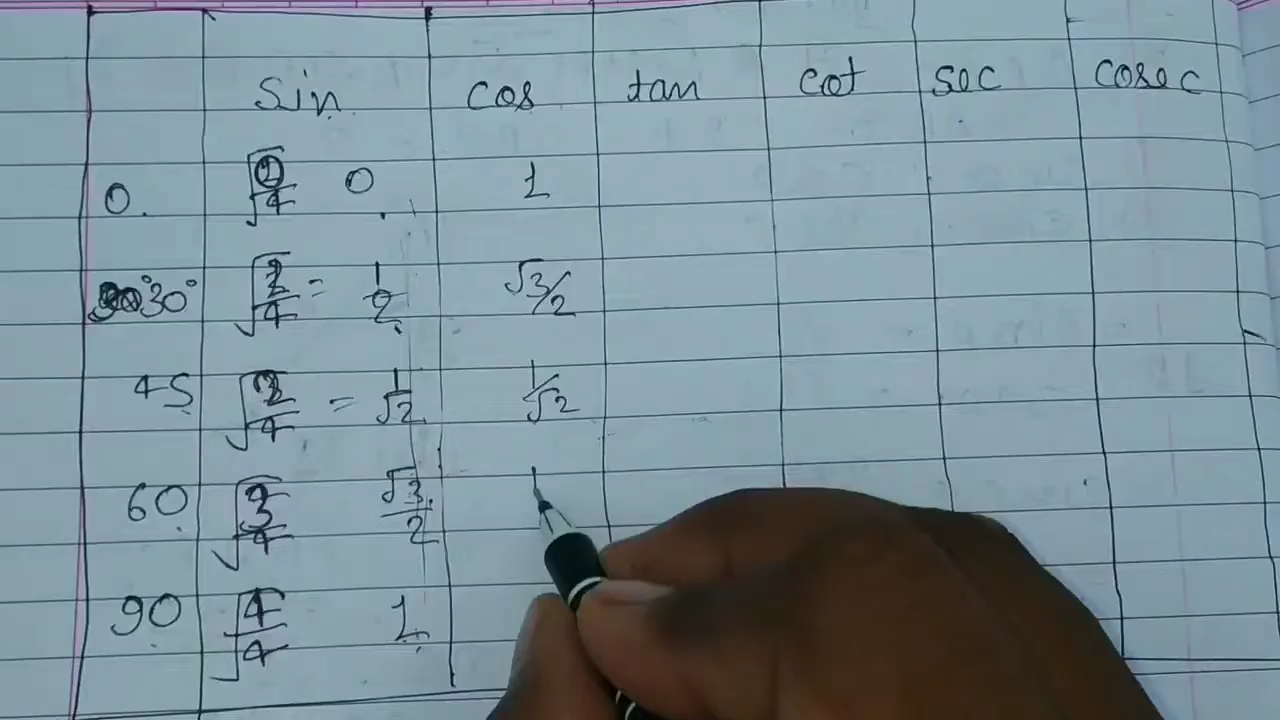 sin cos tan cot sec cosec
0. √0/4 0 1
30° √1/4 = 1/2 √3/2
45 √2/4 = 1/√2 1/√2
60 √3/4 √3/2 1
90 √4/4 1